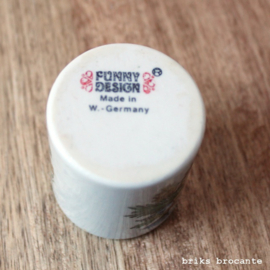 FUNNY
DESIGN ®
Made in
W.-Germany
briks brocante